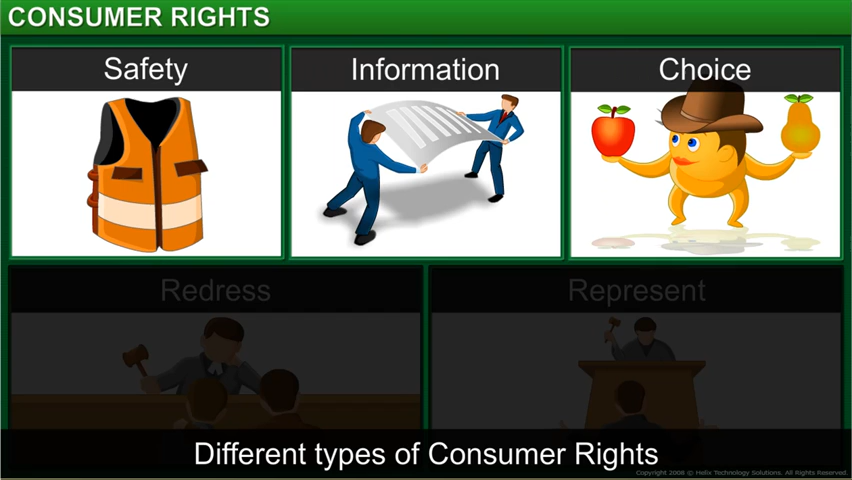 CONSUMER RIGHTS
Safety
Information
Choice
Redress
Represent
Different types of Consumer Rights
Copyright 2008 © Helix Technology Solutions. All Rights Reserved.